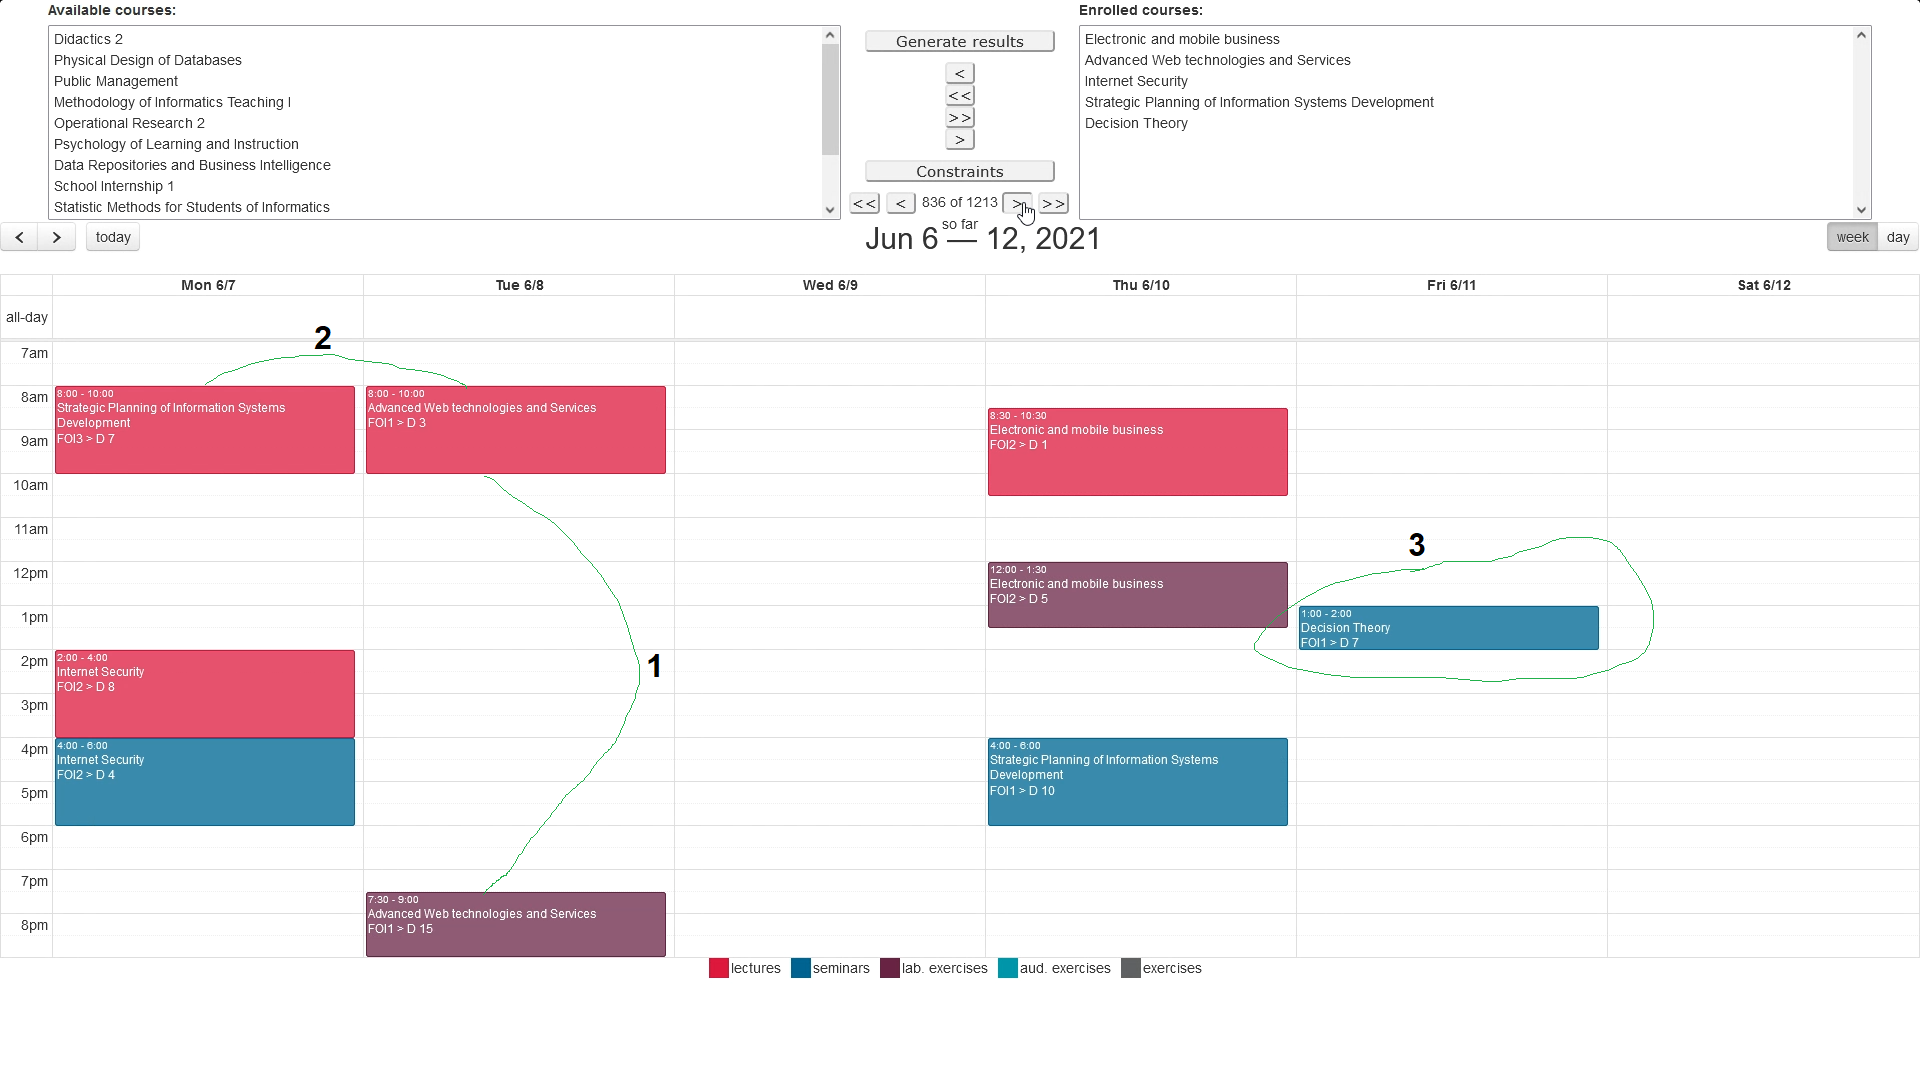 Available courses:
Didactics 2
Physical Design of Databases
Public Management
Methodology of Informatics Teaching I
Operational Research 2
Psychology of Learning and Instruction
Data Repositories and Business Intelligence
School Internship 1
Statistic Methods for Students of Informatics
Generate results
<
<<
>>
>
Constraints
<< < 836 of 1213 > >>
so far
Enrolled courses:
Electronic and mobile business
Advanced Web technologies and Services
Internet Security
Strategic Planning of Information Systems Development
Decision Theory
< > today
Jun 6 — 12, 2021
week day
Mon 6/7 Tue 6/8 Wed 6/9 Thu 6/10 Fri 6/11 Sat 6/12
all-day
7am
8am
9am
10am
11am
12pm
1pm
2pm
3pm
4pm
5pm
6pm
7pm
8pm
2
8:00 - 10:00
Strategic Planning of Information Systems
Development
FOI3 > D 7
2:00 - 4:00
Internet Security
FOI2 > D 8
4:00 - 6:00
Internet Security
FOI2 > D 4
8:00 - 10:00
Advanced Web technologies and Services
FOI1 > D 3
1
7:30 - 9:00
Advanced Web technologies and Services
FOI1 > D 15
8:30 - 10:30
Electronic and mobile business
FOI2 > D 1
12:00 - 1:30
Electronic and mobile business
FOI2 > D 5
4:00 - 6:00
Strategic Planning of Information Systems
Development
FOI1 > D 10
3
1:00 - 2:00
Decision Theory
FOI1 > D 7
lectures seminars lab. exercises aud. exercises exercises